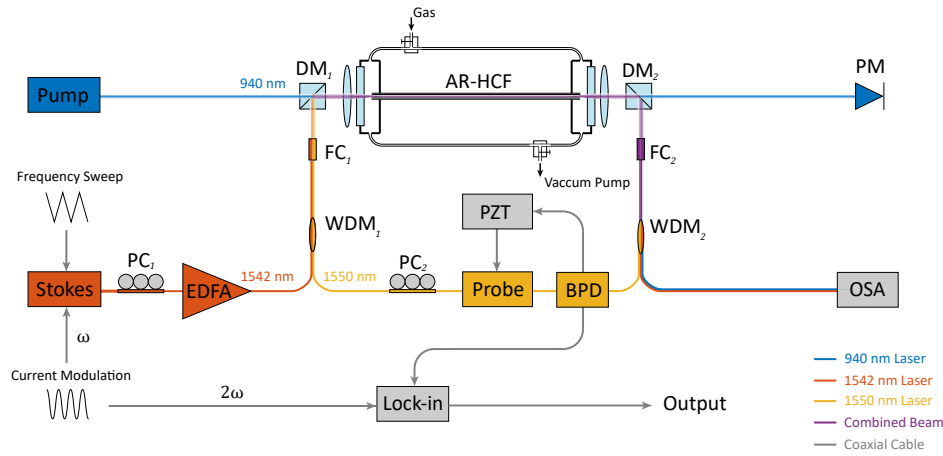 Gas
DM1
AR-HCF
DM2
PM
Pump
940 nm
FC1
FC2
Vaccum Pump
Frequency Sweep
WDM1
PZT
WDM2
PC1
PC2
Stokes
EDFA
1542 nm
1550 nm
Probe
BPD
OSA
ω
Current Modulation
2ω
Lock-in
Output
940 nm Laser
1542 nm Laser
1550 nm Laser
Combined Beam
Coaxial Cable